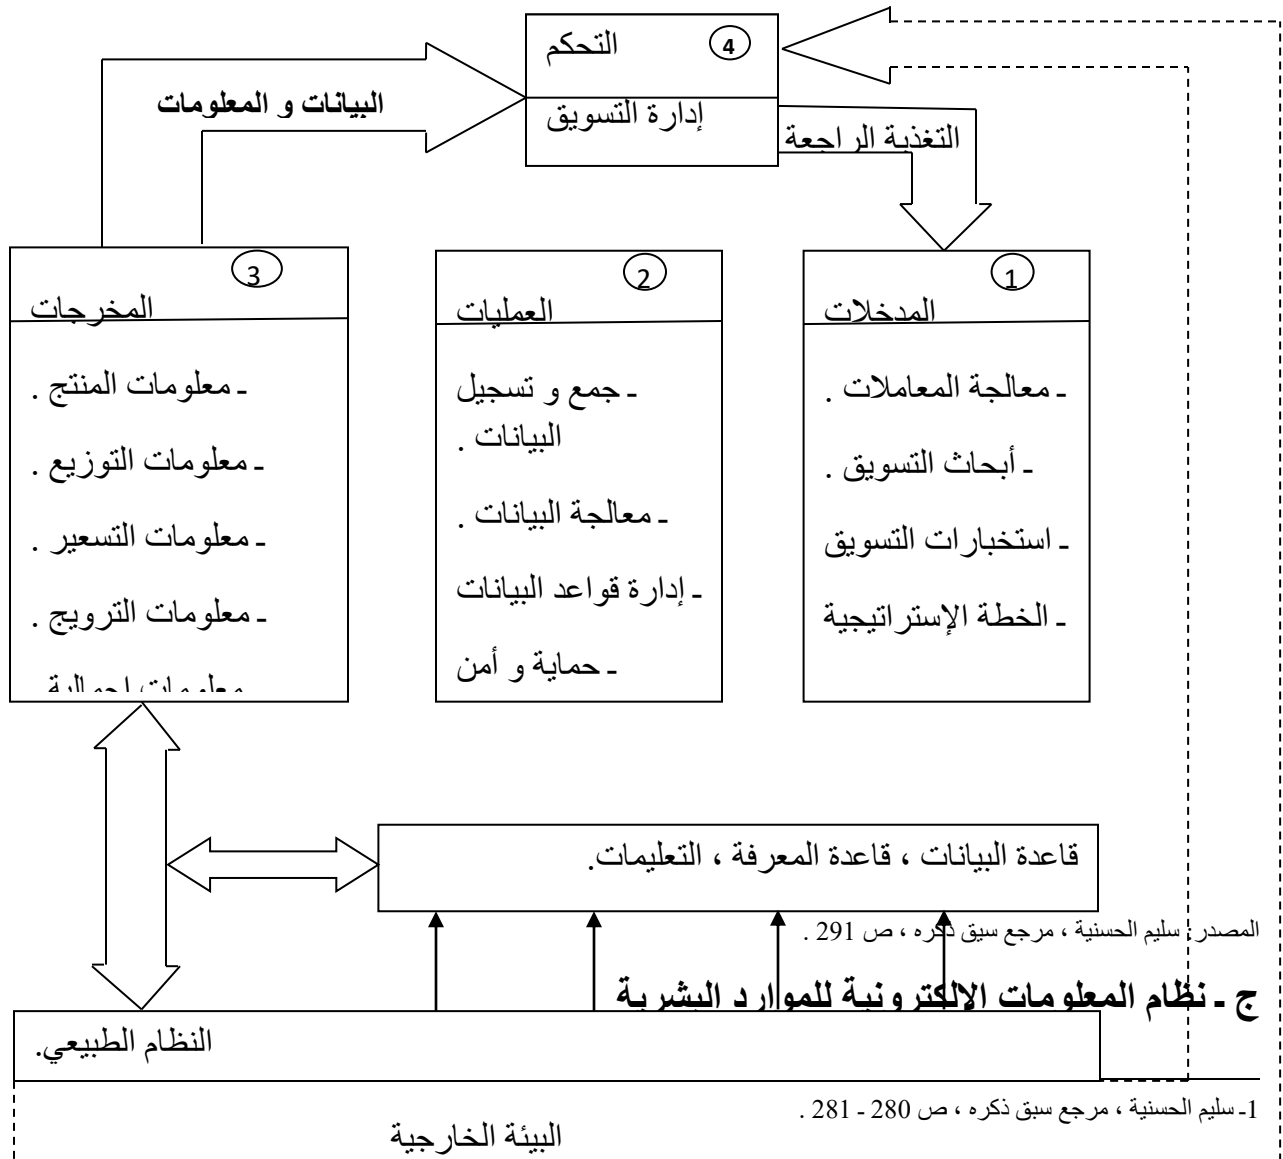 التحكم 4
إدارة التسويق
البيانات و المعلومات
التغذية الراجعة
1
المدخلات
ـ معالجة المعاملات .
ـ أبحاث التسويق .
ـ استخبارات التسويق
ـ الخطة الإستراتيجية
2
العمليات
ـ جمع و تسجيل
البيانات .
ـ معالجة البيانات .
ـ إدارة قواعد البيانات
ـ حماية و أمن
3
المخرجات
ـ معلومات المنتج .
ـ معلومات التوزيع .
ـ معلومات التسعير .
ـ معلومات الترويج .
معلومات إجمالية
قاعدة البيانات ، قاعدة المعرفة ، التعليمات.
المصدر: سليم الحسنية ، مرجع سبق ذكره ، ص 291 .
ج ـ نظام المعلومات الإلكترونية للموارد البشرية
النظام الطبيعي.
1ـ سليم الحسنية ، مرجع سبق ذكره ، ص 280 ـ 281 .
البيئة الخارجية